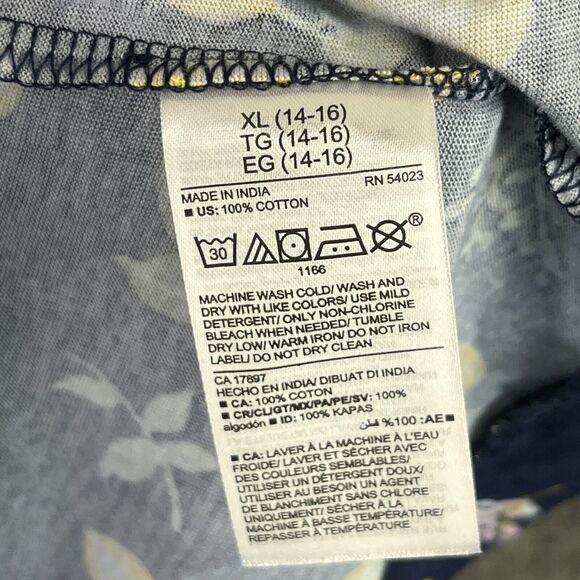 XL (14-16)
TG (14-16)
EG (14-16)
RN 54023
MADE IN INDIA
■ US: 100% COTTON
30
®
1166
MACHINE WASH COLD/ WASH AND
DRY WITH LIKE COLORS/ USE MILD
DETERGENT/ ONLY NON-CHLORINE
BLEACH WHEN NEEDED/ TUMBLE
DRY LOW/ WARM IRON/ DO NOT IRON
LABEL/ DO NOT DRY CLEAN
CA 17897
HECHO EN INDIA/ DIBUAT DI INDIA
■ CA: 100% COTTON
■ CR/CL/GT/MX/PA/PE/SV: 100%
algodón ■ ID: 100% KAPAS
%100 :AE■
■ CA: LAVER À LA MACHINE À L'EAU
FROIDE/ LAVER ET SÉCHER AVEC
DES COULEURS SEMBLABLES/
UTILISER UN DÉTERGENT DOUX/
UTILISER AU BESOIN UN AGENT
DE BLANCHIMENT SANS CHLORE
UNIQUEMENT/ SÉCHER À LA
MACHINE À BASSE TEMPÉRATURE/
REPASSER À TEMPÉRATURE